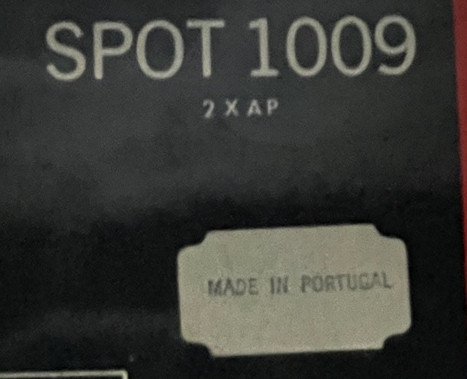 SPOT 1009
2 X AP
MADE IN PORTUGAL